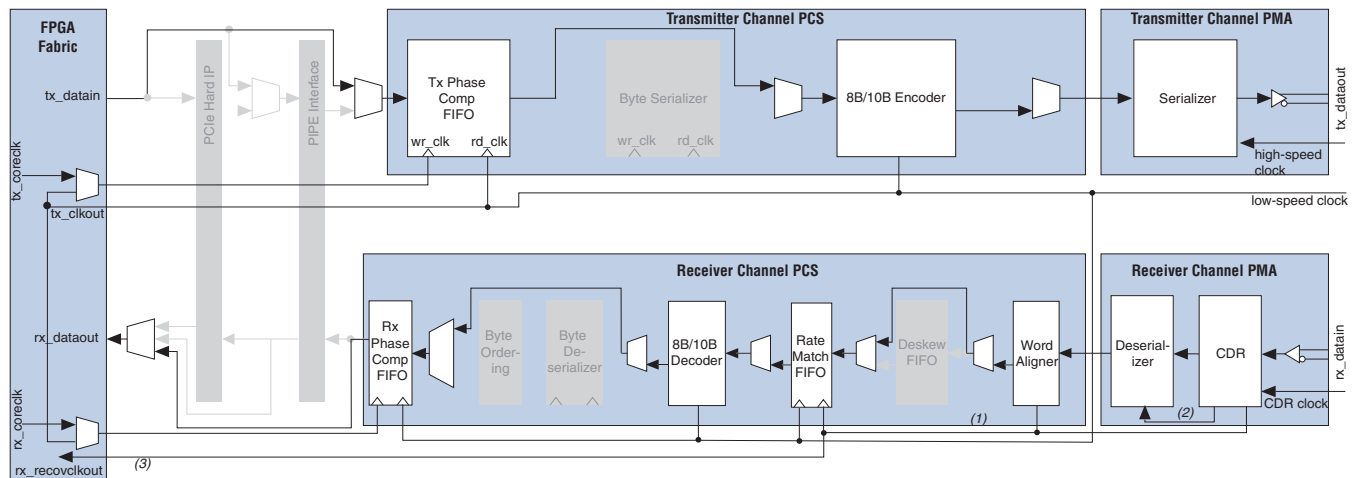 FPGA
Fabric
Transmitter Channel PCS
Transmitter Channel PMA
tx_datain
PCIe Hard IP
PIPE Interface
Tx Phase
Comp
FIFO
wr_clk
rd_clk
Byte Serializer
wr_clk
rd_clk
8B/10B Encoder
Serializer
tx_dataout
high-speed
clock
tx_coreclk
tx_clkout
low-speed clock
Receiver Channel PCS
Receiver Channel PMA
rx_dataout
Rx
Phase
Comp
FIFO
Byte
Order-
ing
Byte
De-
serializer
8B/10B
Decoder
Rate
Match
FIFO
Deskew
FIFO
Word
Aligner
Deserial-
izer
CDR
rx_datain
CDR clock
rx_coreclk
(1)
(2)
rx_recovclkout
(3)